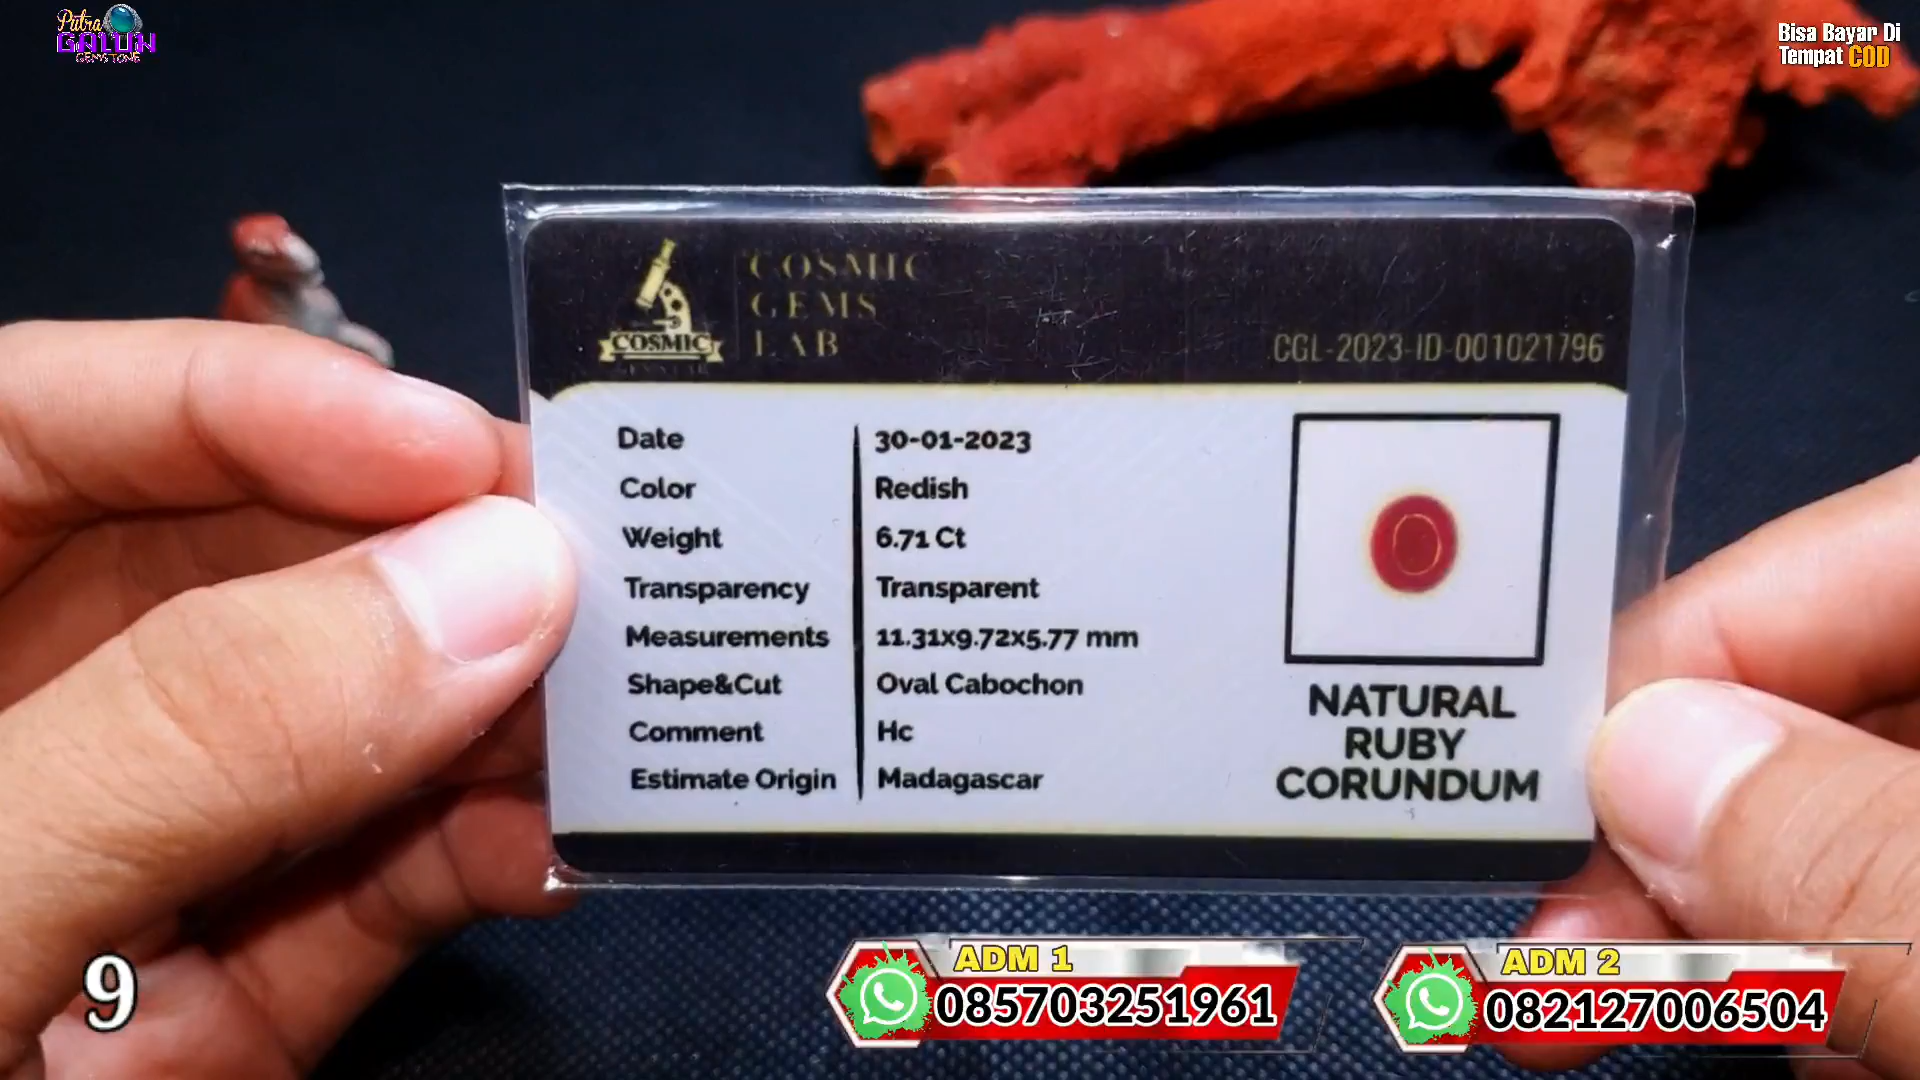 Putra
GALUH
GEMSTONE
Bisa Bayar Di
Tempat COD
COSMIC
COSMIC
GEMS
LAB
CGL-2023-ID-001021796
Date 30-01-2023
Color Redish
Weight 6.71 Ct
Transparency Transparent
Measurements 11.31x9.72x5.77 mm
Shape&Cut Oval Cabochon
Comment Hc
Estimate Origin Madagascar
NATURAL
RUBY
CORUNDUM
9
ADM 1
085703251961
ADM 2
082127006504